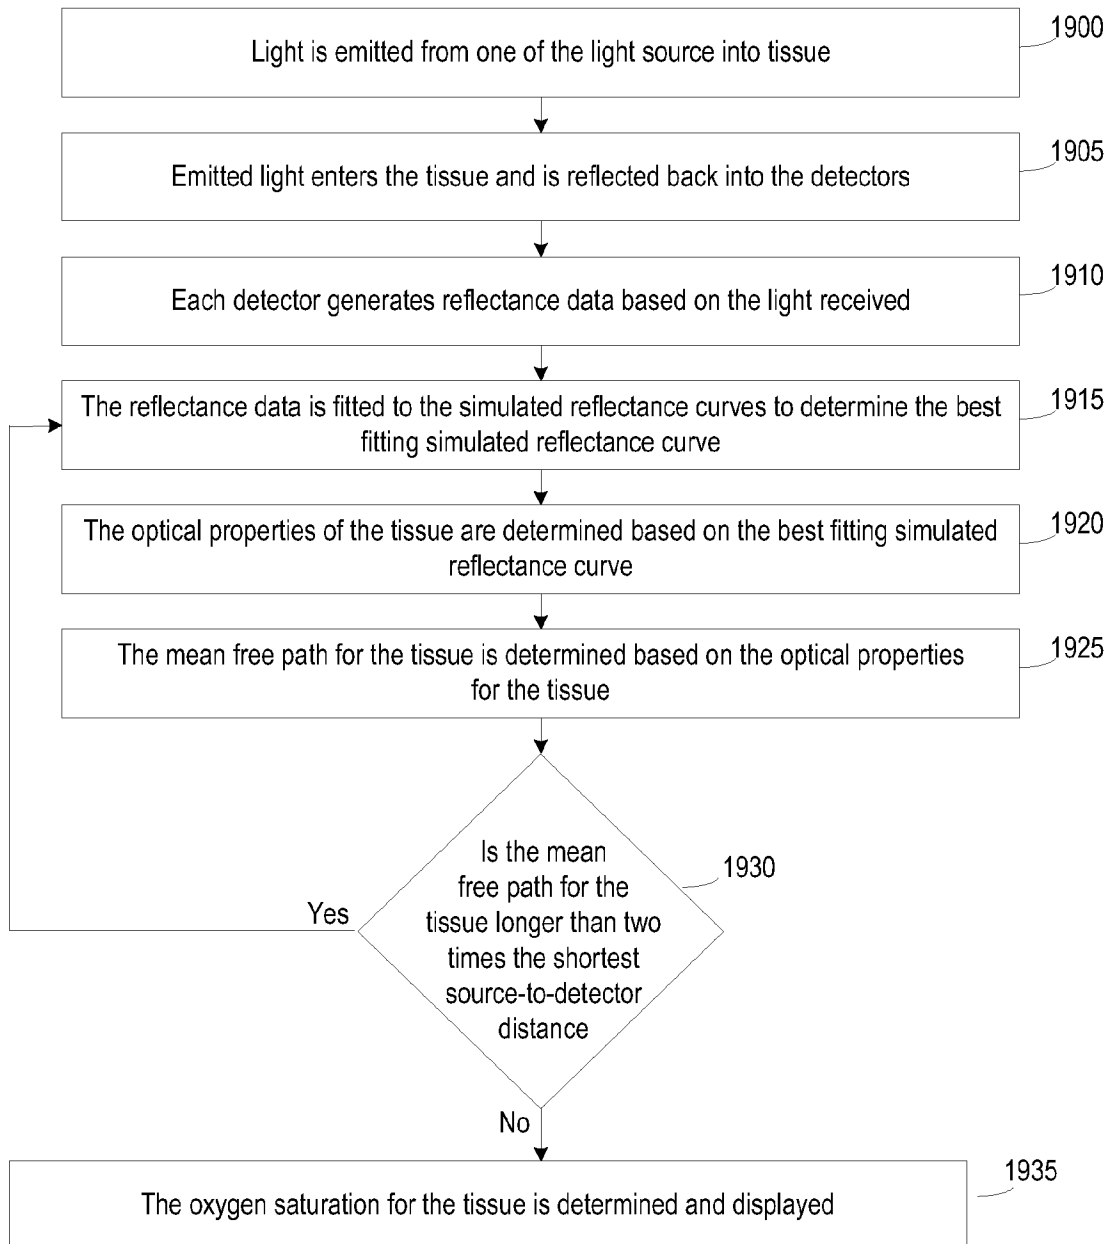 Light is emitted from one of the light source into tissue
1900
Emitted light enters the tissue and is reflected back into the detectors
1905
Each detector generates reflectance data based on the light received
1910
The reflectance data is fitted to the simulated reflectance curves to determine the best
fitting simulated reflectance curve
1915
The optical properties of the tissue are determined based on the best fitting simulated
reflectance curve
1920
The mean free path for the tissue is determined based on the optical properties
for the tissue
1925
Is the mean
free path for the
tissue longer than two
times the shortest
source-to-detector
distance
1930
Yes
No
The oxygen saturation for the tissue is determined and displayed
1935